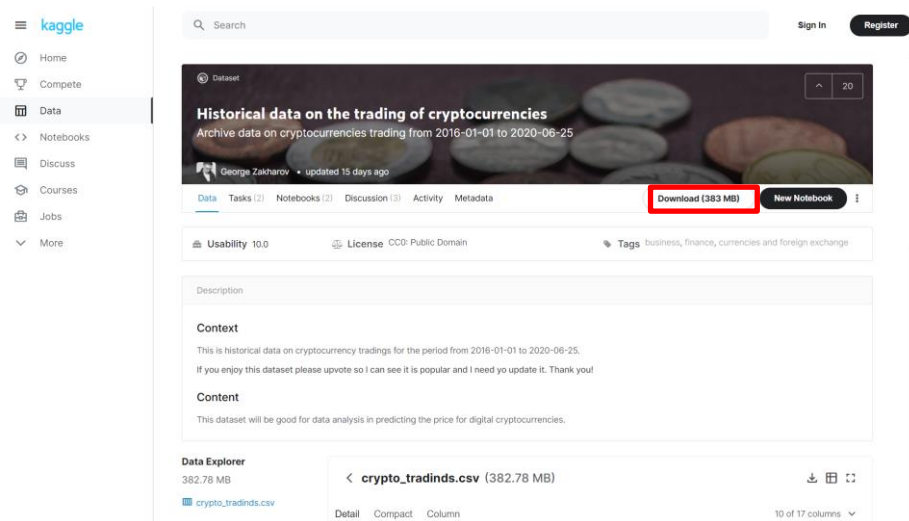 kaggle
Search
Sign In
Register
Home
Compete
Data
Notebooks
Discuss
Courses
Jobs
More
Dataset
20
Historical data on the trading of cryptocurrencies
Archive data on cryptocurrencies trading from 2016-01-01 to 2020-06-25
George Zakharov • updated 15 days ago
Data Tasks (2) Notebooks (2) Discussion (3) Activity Metadata Download (383 MB) New Notebook
Usability 10.0 License CC0: Public Domain Tags business, finance, currencies and foreign exchange
Description
Context
This is historical data on cryptocurrency tradings for the period from 2016-01-01 to 2020-06-25.
If you enjoy this dataset please upvote so I can see it is popular and I need yo update it. Thank you!
Content
This dataset will be good for data analysis in predicting the price for digital cryptocurrencies.
Data Explorer
382.78 MB
crypto_tradinds.csv
< crypto_tradinds.csv (382.78 MB)
Detail Compact Column 10 of 17 columns